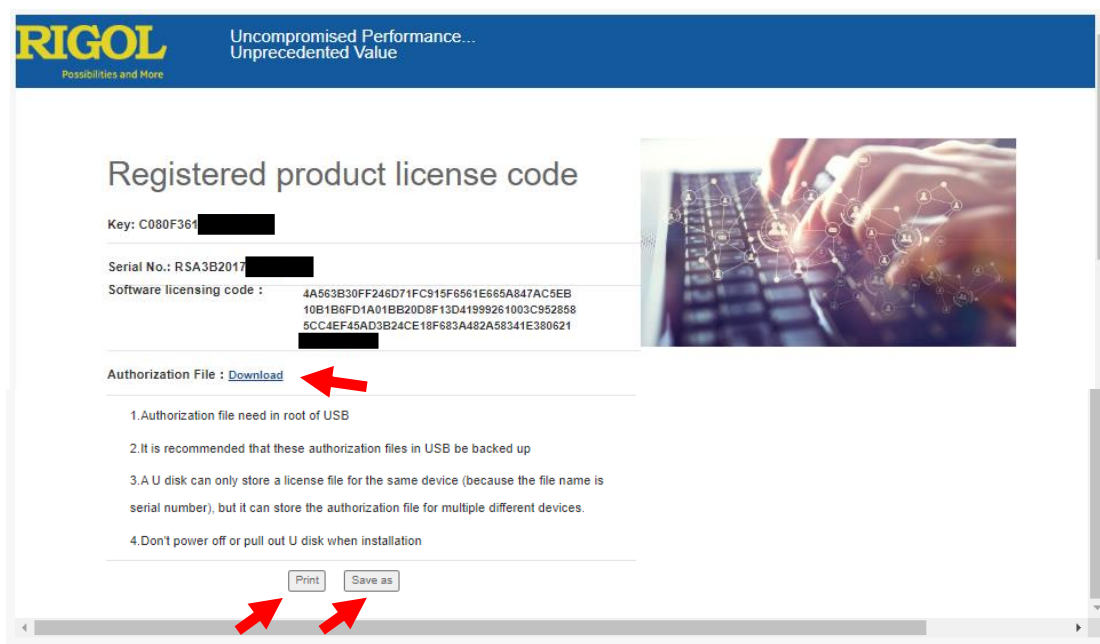 RIGOL
Possibilities and More
Uncompromised Performance...
Unprecedented Value
Registered product license code
Key: C080F361
Serial No.: RSA3B2017
Software licensing code :
4A563B30FF246D71FC915F6561E665A847AC5EB
10B1B6FD1A01BB20D8F13D41999261003C952858
5CC4EF45AD3B24CE18F683A482A58341E380621
Authorization File : Download
1.Authorization file need in root of USB
2.It is recommended that these authorization files in USB be backed up
3.A U disk can only store a license file for the same device (because the file name is
serial number), but it can store the authorization file for multiple different devices.
4.Don't power off or pull out U disk when installation
Print Save as